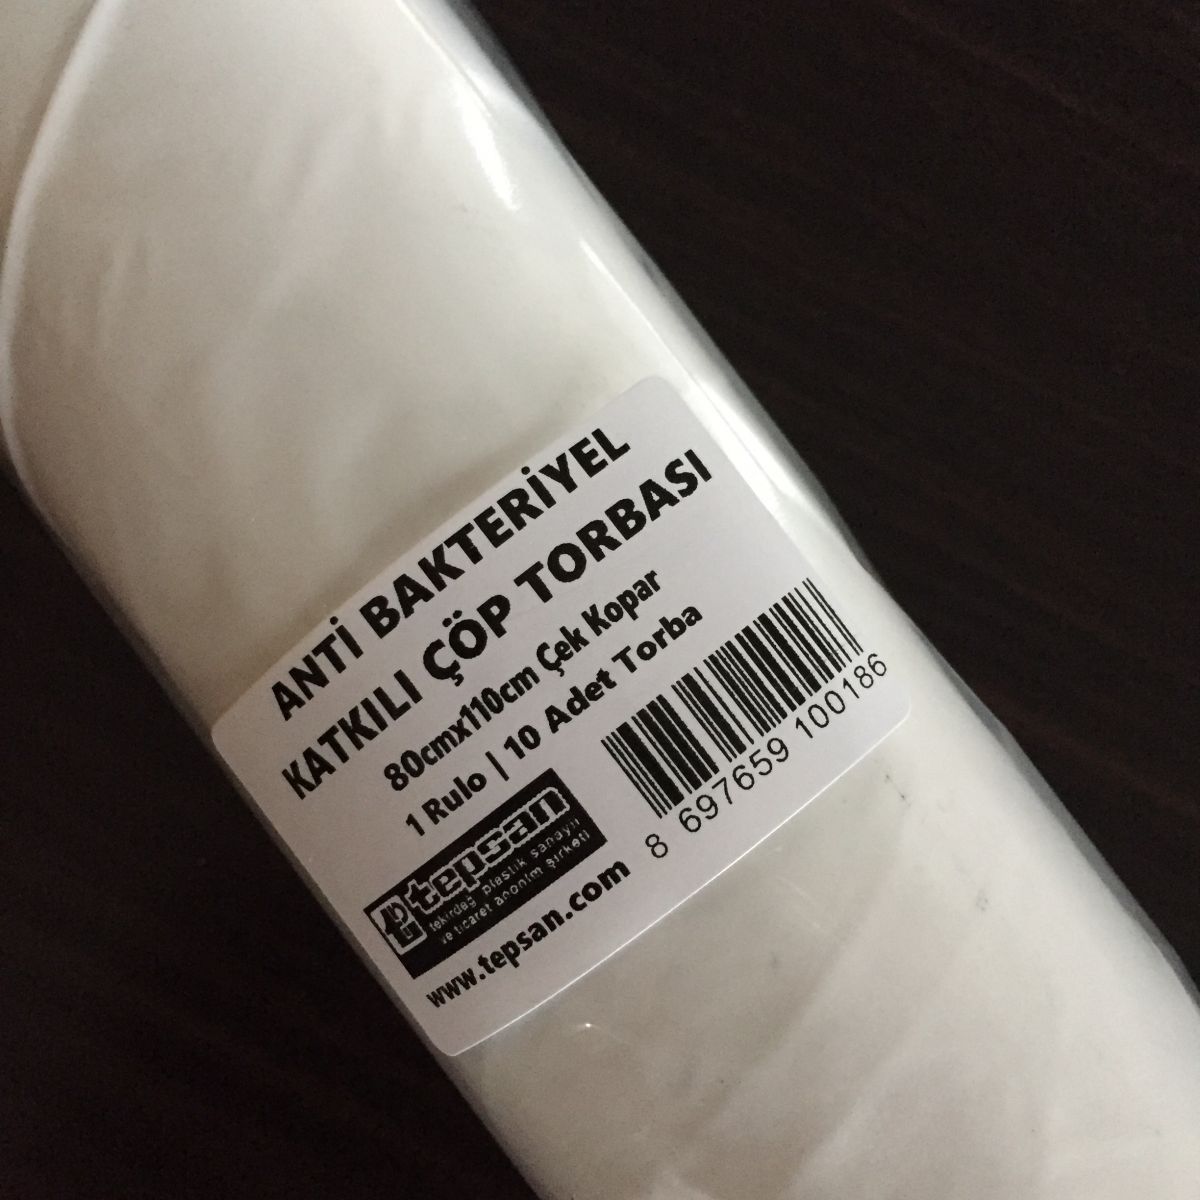 ANTİ BAKTERİYEL
KATKILI ÇÖP TORBASI
80cmx110cm Çek Kopar
1 Rulo | 10 Adet Torba
tepsan
tekirdağ plastik sanayii
ve ticaret anonim şirketi
www.tepsan.com
8 697659 100186